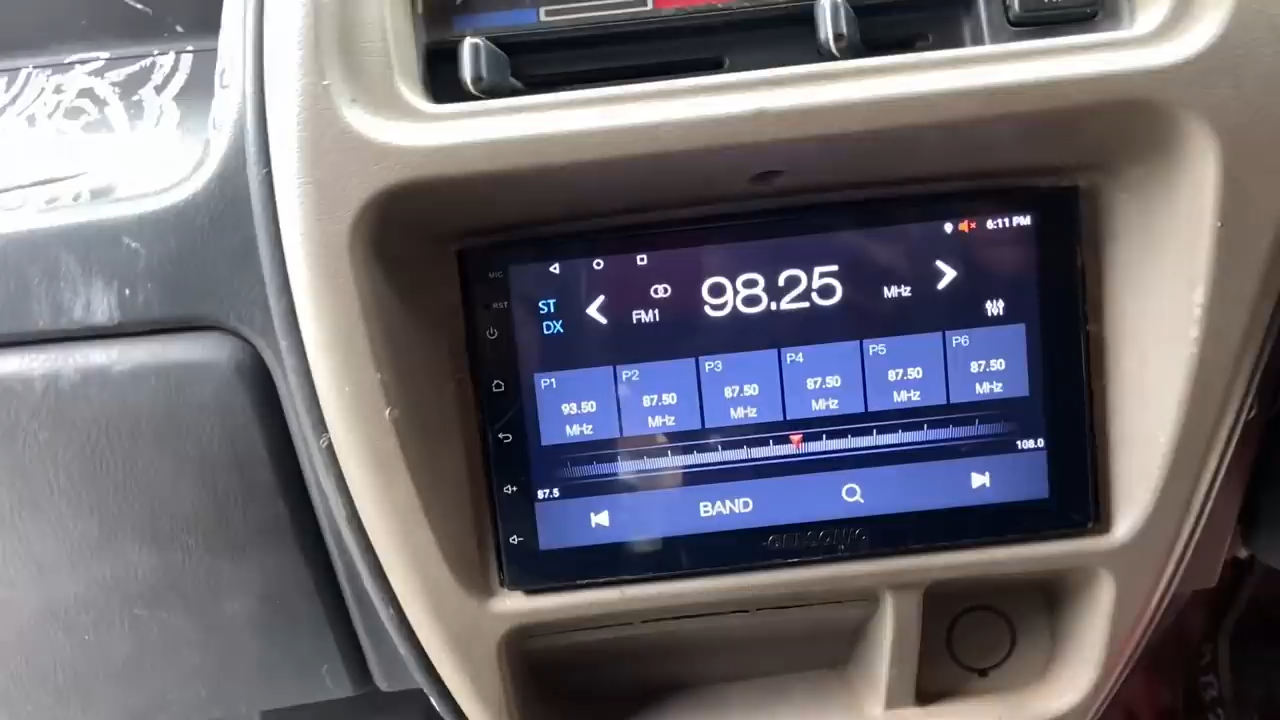 6:11 PM
MIC
RST
ST
DX
FM1
98.25
MHz
P1
93.50
MHz
P2
87.50
MHz
P3
87.50
MHz
P4
87.50
MHz
P5
87.50
MHz
P6
87.50
MHz
87.5
108.0
BAND